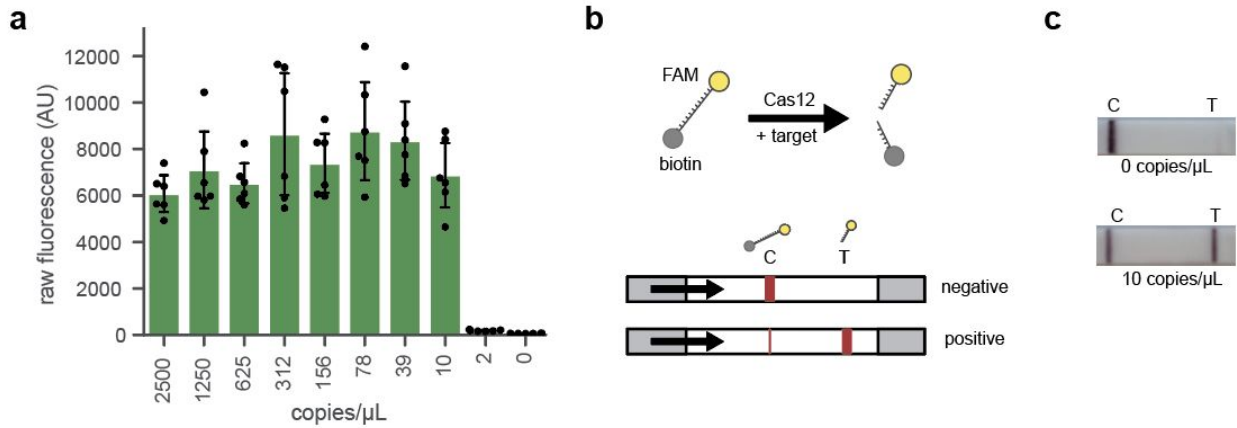 a
raw fluorescence (AU)
12000
10000
8000
6000
4000
2000
0
2500
1250
625
312
156
78
39
10
2
0
copies/µL
b
FAM
biotin
Cas12
+ target
C T
negative
positive
c
C T
0 copies/µL
C T
10 copies/µL